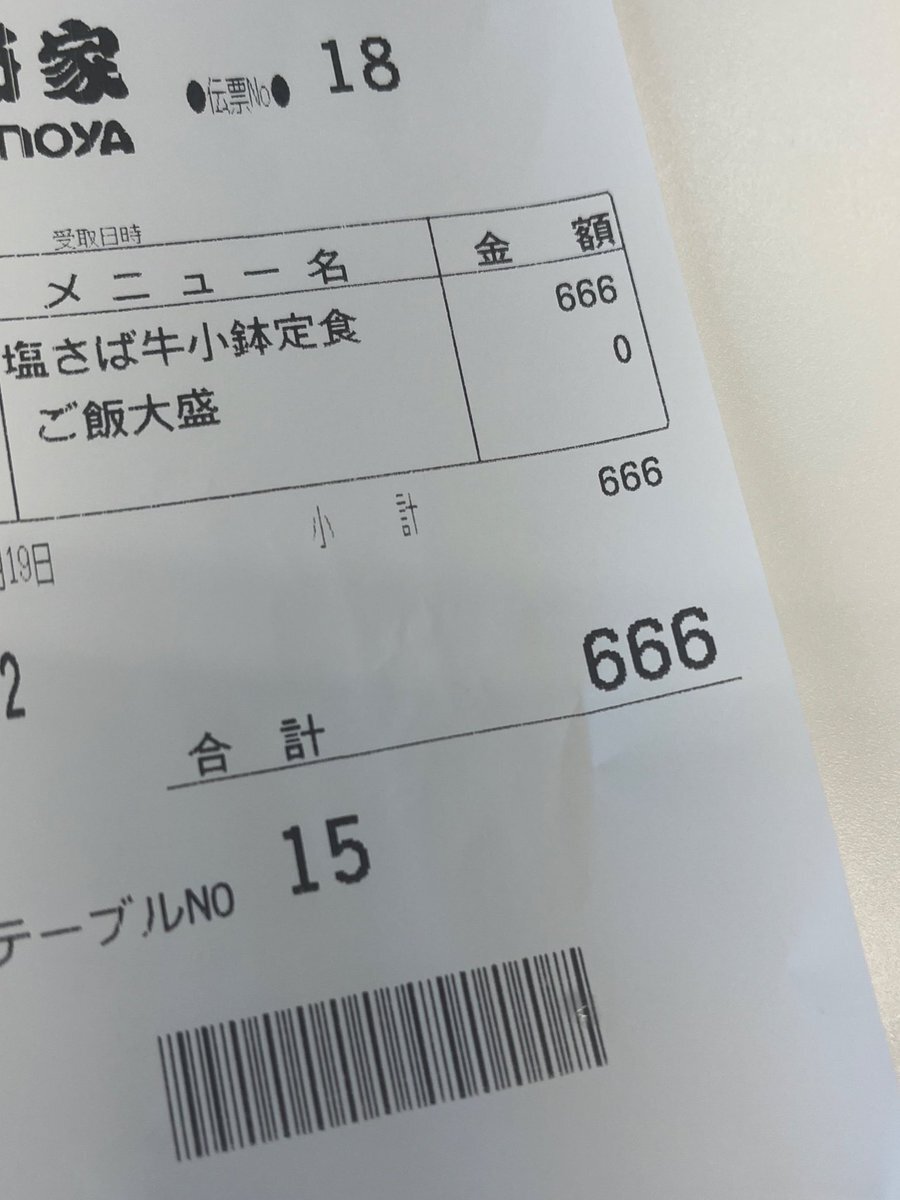 家
●伝票No● 18
NOYA
受取日時
メニュー名 金額
塩さば牛小鉢定食 666
ご飯大盛 0
小計 666
19日
2
合計 666
テーブルNO 15